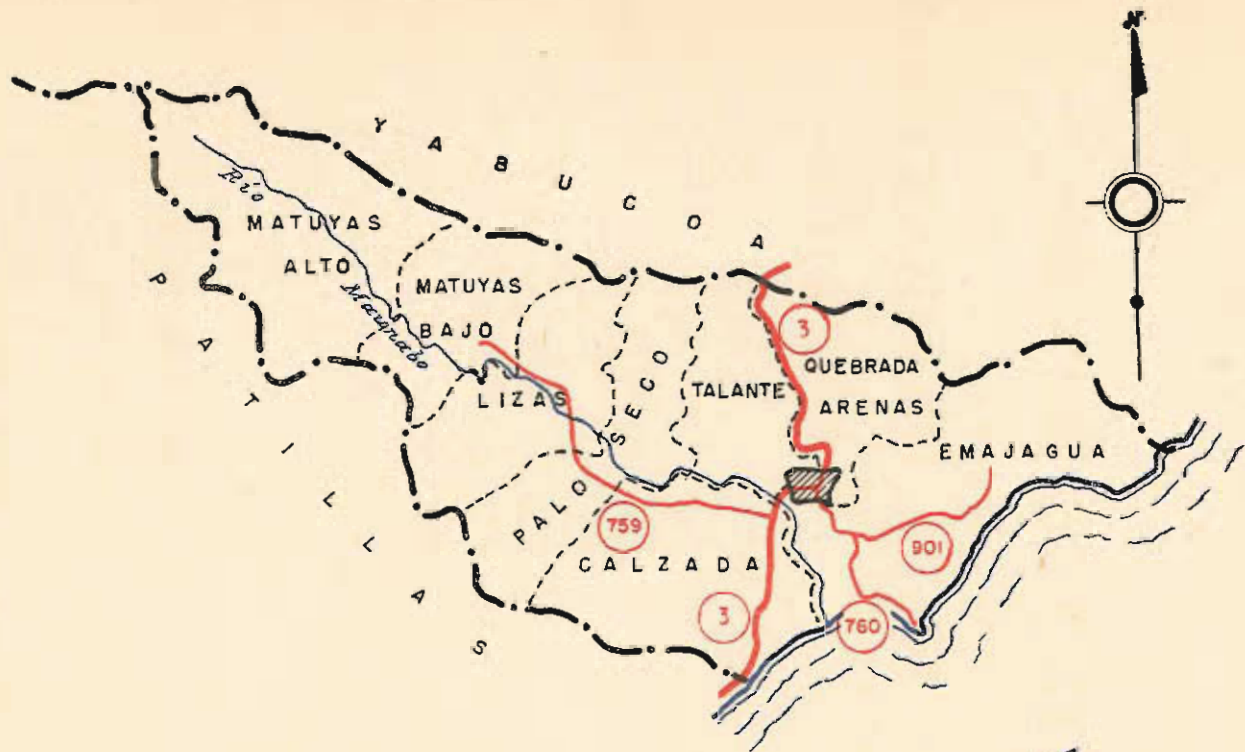 N
YABUCOA
Río
MATUYAS
ALTO
Maunabo
PATILLAS
MATUYAS
BAJO
LIZAS
PALO SECO
TALANTE
3
QUEBRADA
ARENAS
EMAJAGUA
759
CALZADA
901
3
760